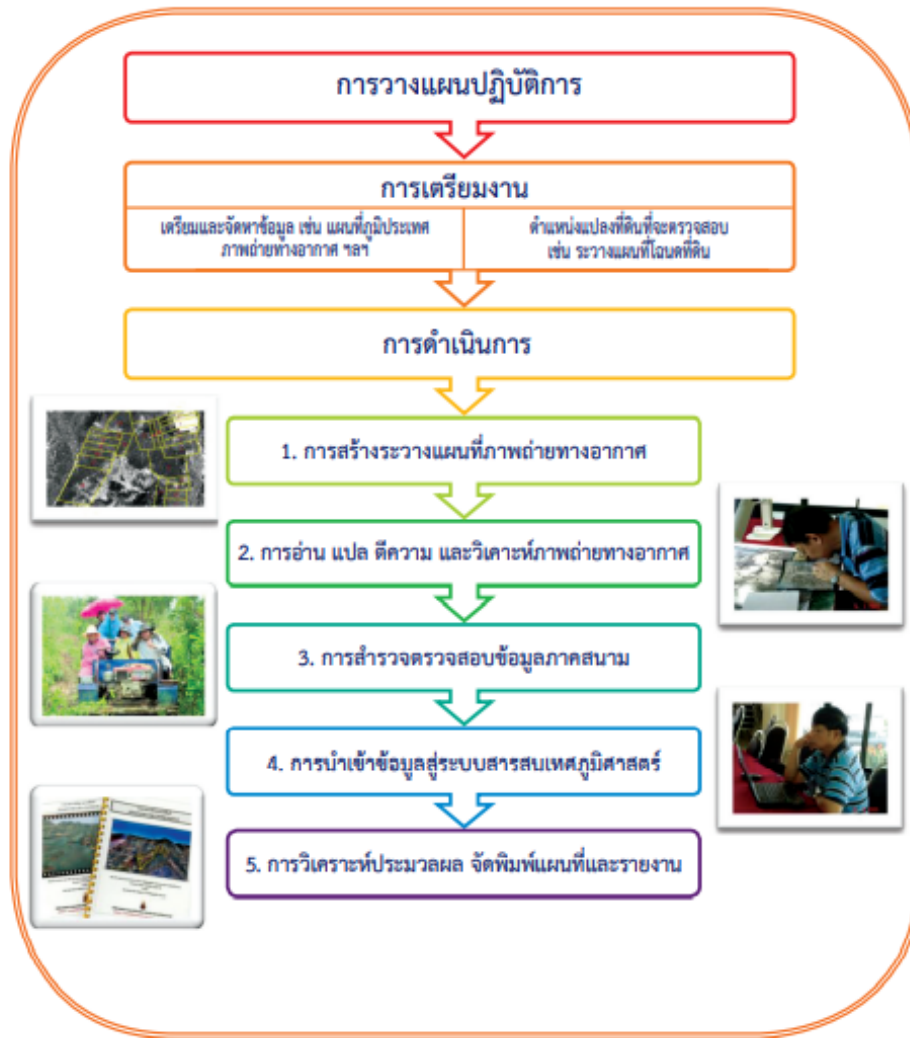 การวางแผนปฏิบัติการ
การเตรียมงาน
เตรียมและจัดหาข้อมูล เช่น แผนที่ภูมิประเทศ
ภาพถ่ายทางอากาศ ฯลฯ
ตำแหน่งแปลงที่ดินที่จะตรวจสอบ
เช่น ระวางแผนที่โฉนดที่ดิน
การดำเนินการ
1. การสร้างระวางแผนที่ภาพถ่ายทางอากาศ
2. การอ่าน แปล ตีความ และวิเคาะห์ภาพถ่ายทางอากาศ
3. การสำรวจตรวจสอบข้อมูลภาคสนาม
4. การนำเข้าข้อมูลสู่ระบบสารสนเทศภูมิศาสตร์
5. การวิเคราะห์ประมวลผล จัดพิมพ์แผนที่และรายงาน